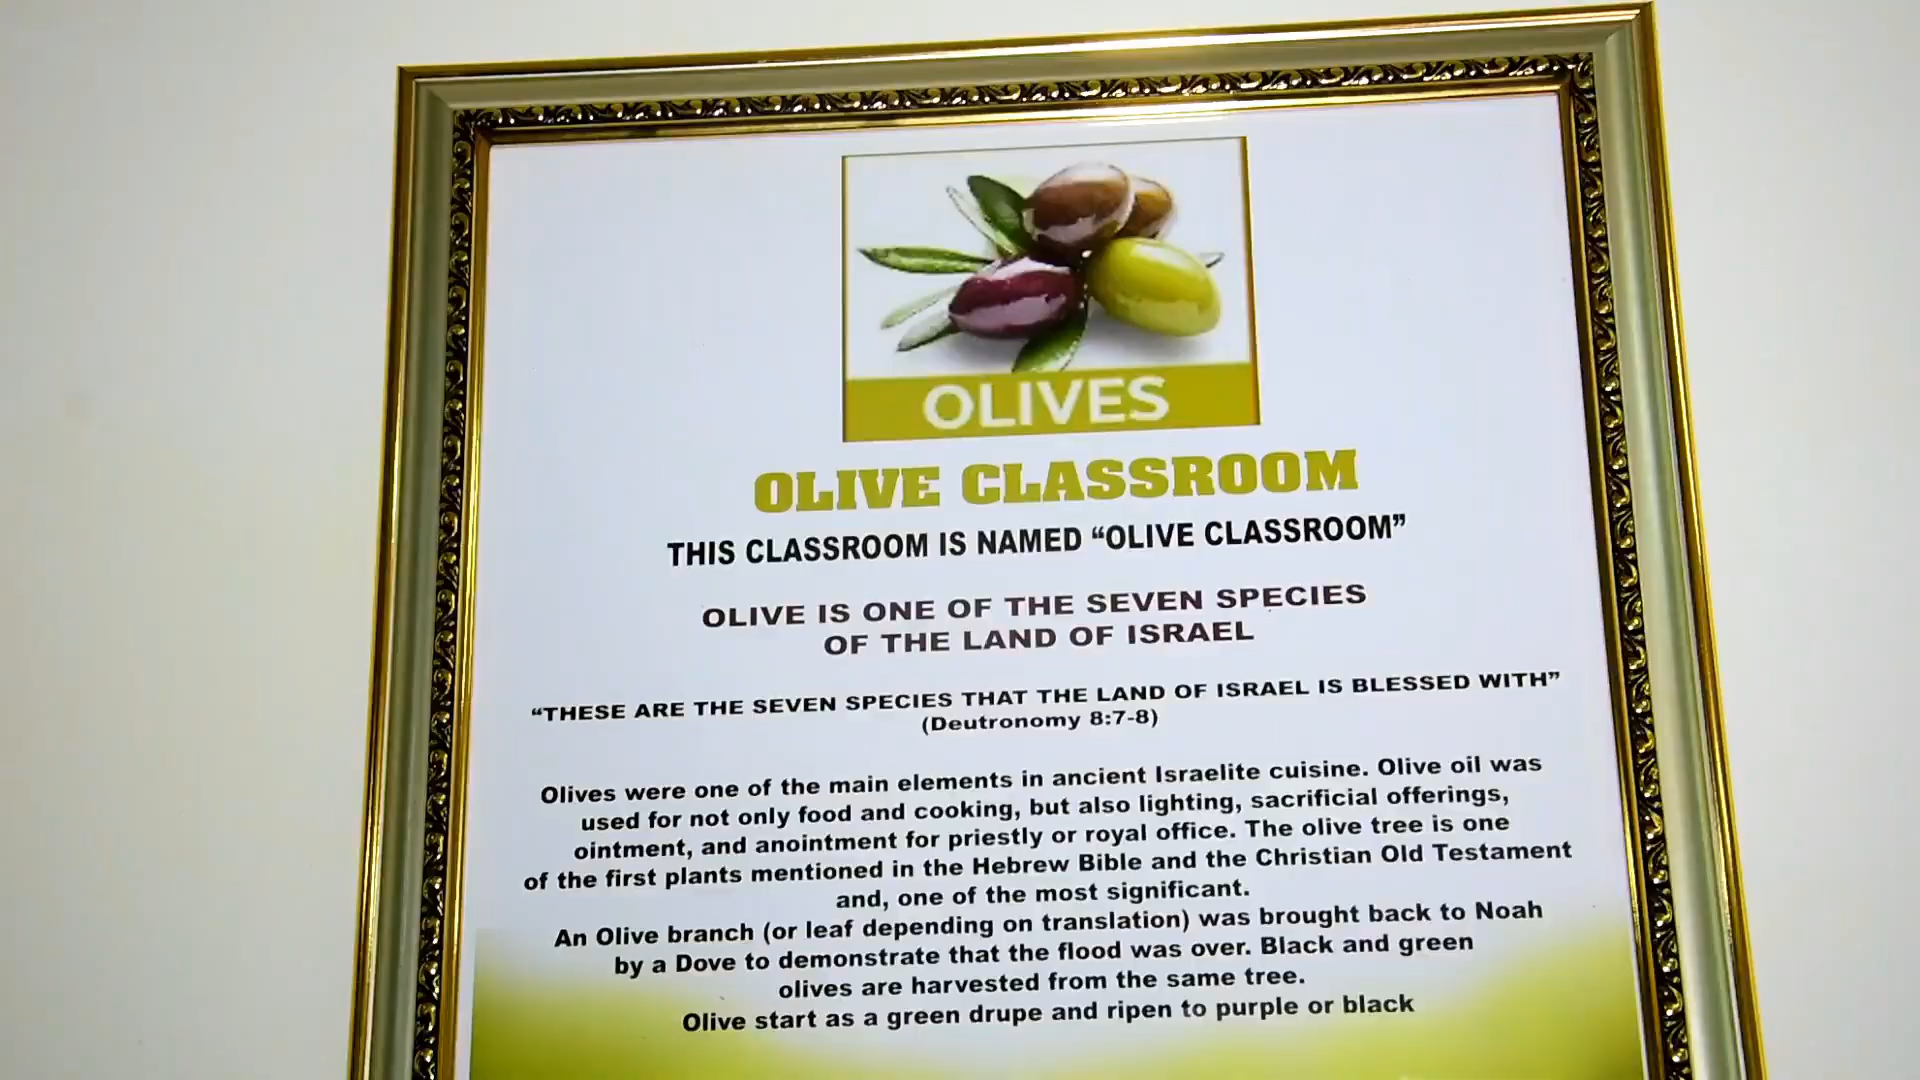 OLIVES
OLIVE CLASSROOM
THIS CLASSROOM IS NAMED “OLIVE CLASSROOM”
OLIVE IS ONE OF THE SEVEN SPECIES
OF THE LAND OF ISRAEL
“THESE ARE THE SEVEN SPECIES THAT THE LAND OF ISRAEL IS BLESSED WITH”
(Deutronomy 8:7-8)
Olives were one of the main elements in ancient Israelite cuisine. Olive oil was
used for not only food and cooking, but also lighting, sacrificial offerings,
ointment, and anointment for priestly or royal office. The olive tree is one
of the first plants mentioned in the Hebrew Bible and the Christian Old Testament
and, one of the most significant.
An Olive branch (or leaf depending on translation) was brought back to Noah
by a Dove to demonstrate that the flood was over. Black and green
olives are harvested from the same tree.
Olive start as a green drupe and ripen to purple or black